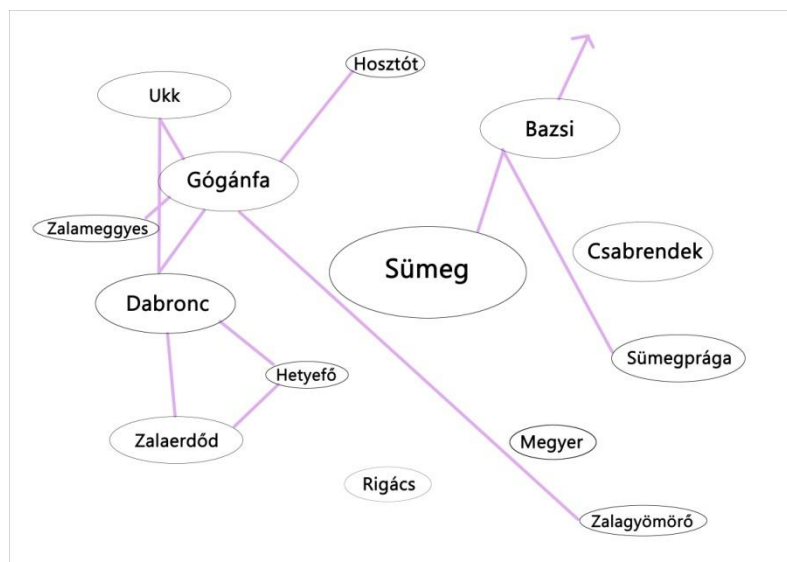 Hosztót
Ukk
Bazsi
Gógánfa
Zalameggyes
Csabrendek
Sümeg
Dabronc
Sümegprága
Hetyefő
Zalaerdőd
Megyer
Rigács
Zalagyömörő